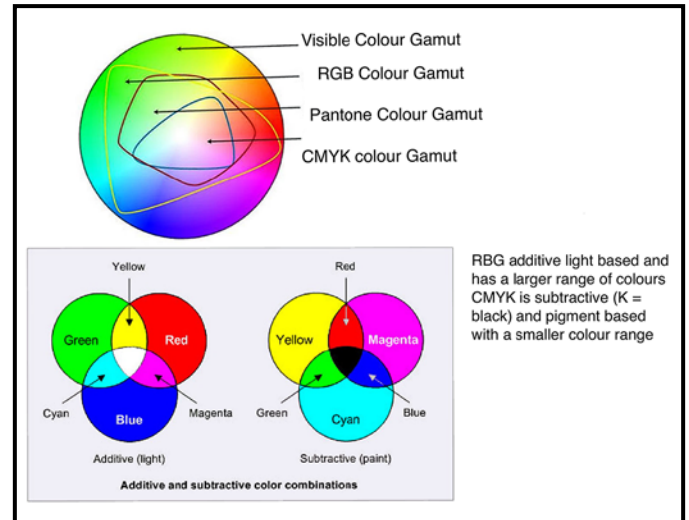 Visible Colour Gamut
RGB Colour Gamut
Pantone Colour Gamut
CMYK colour Gamut
RBG additive light based and
has a larger range of colours
CMYK is subtractive (K =
black) and pigment based
with a smaller colour range
Yellow
Green
Red
Cyan
Blue
Magenta
Additive (light)
Red
Yellow
Magenta
Green
Cyan
Blue
Subtractive (paint)
Additive and subtractive color combinations